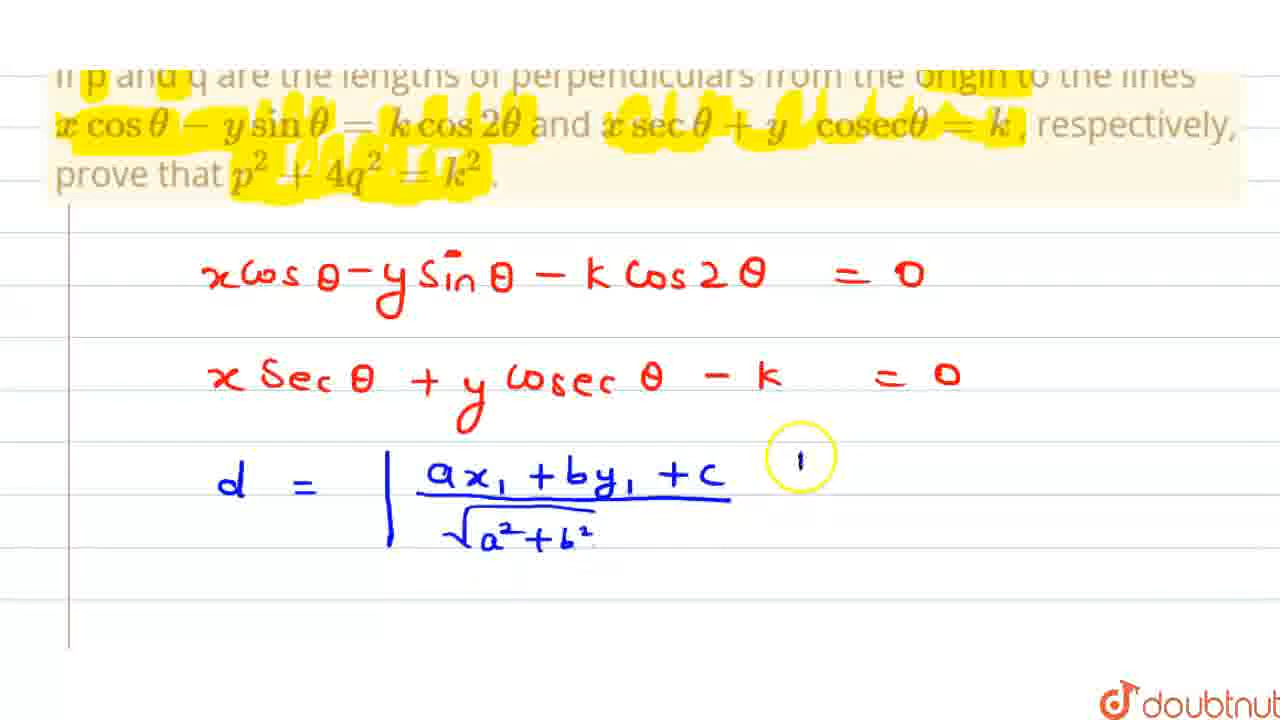 If p and q are the lengths of perpendiculars from the origin to the lines
x cos θ − y sin θ = k cos 2θ and x sec θ + y cosecθ = k , respectively,
prove that p² + 4q² = k² .
x cos θ − y sin θ − k cos 2 θ = 0
x sec θ + y cosec θ − k = 0
d = | ax₁ + by₁ + c
√a² + b²
doubtnut